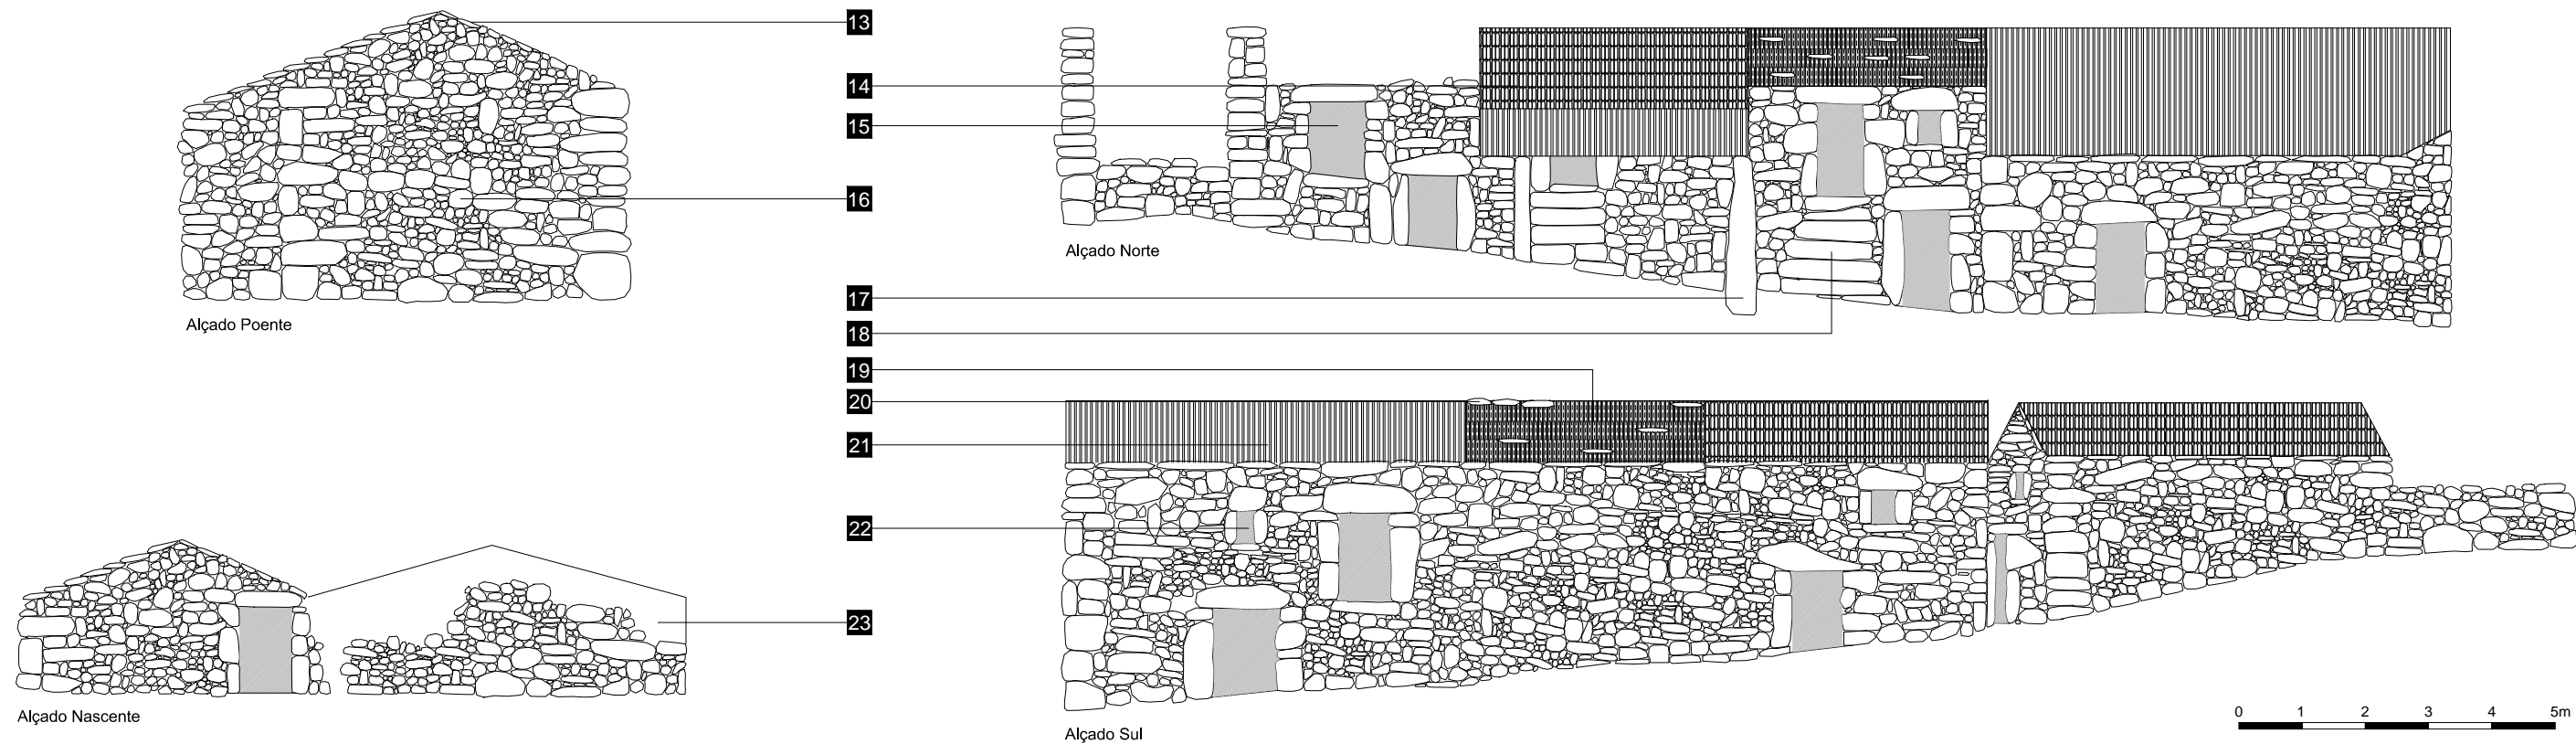 13
14
15
16
Alçado Norte
17
Alçado Poente
18
19
20
21
22
23
Alçado Nascente
Alçado Sul
0 1 2 3 4 5m